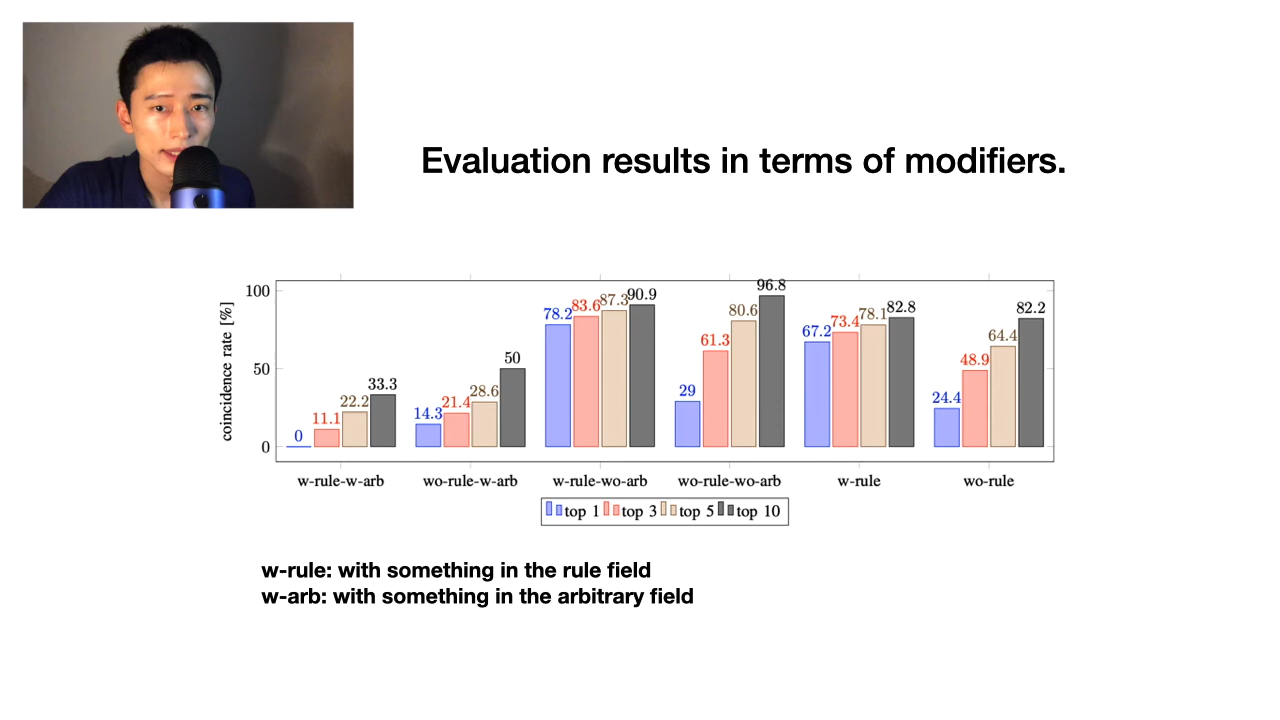 Evaluation results in terms of modifiers.
coincidence rate [%]
100
50
0
0 11.1 22.2 33.3
14.3 21.4 28.6 50
78.2 83.6 87.3 90.9
29 61.3 80.6 96.8
67.2 73.4 78.1 82.8
24.4 48.9 64.4 82.2
w-rule-w-arb wo-rule-w-arb w-rule-wo-arb wo-rule-wo-arb w-rule wo-rule
top 1 top 3 top 5 top 10
w-rule: with something in the rule field
w-arb: with something in the arbitrary field